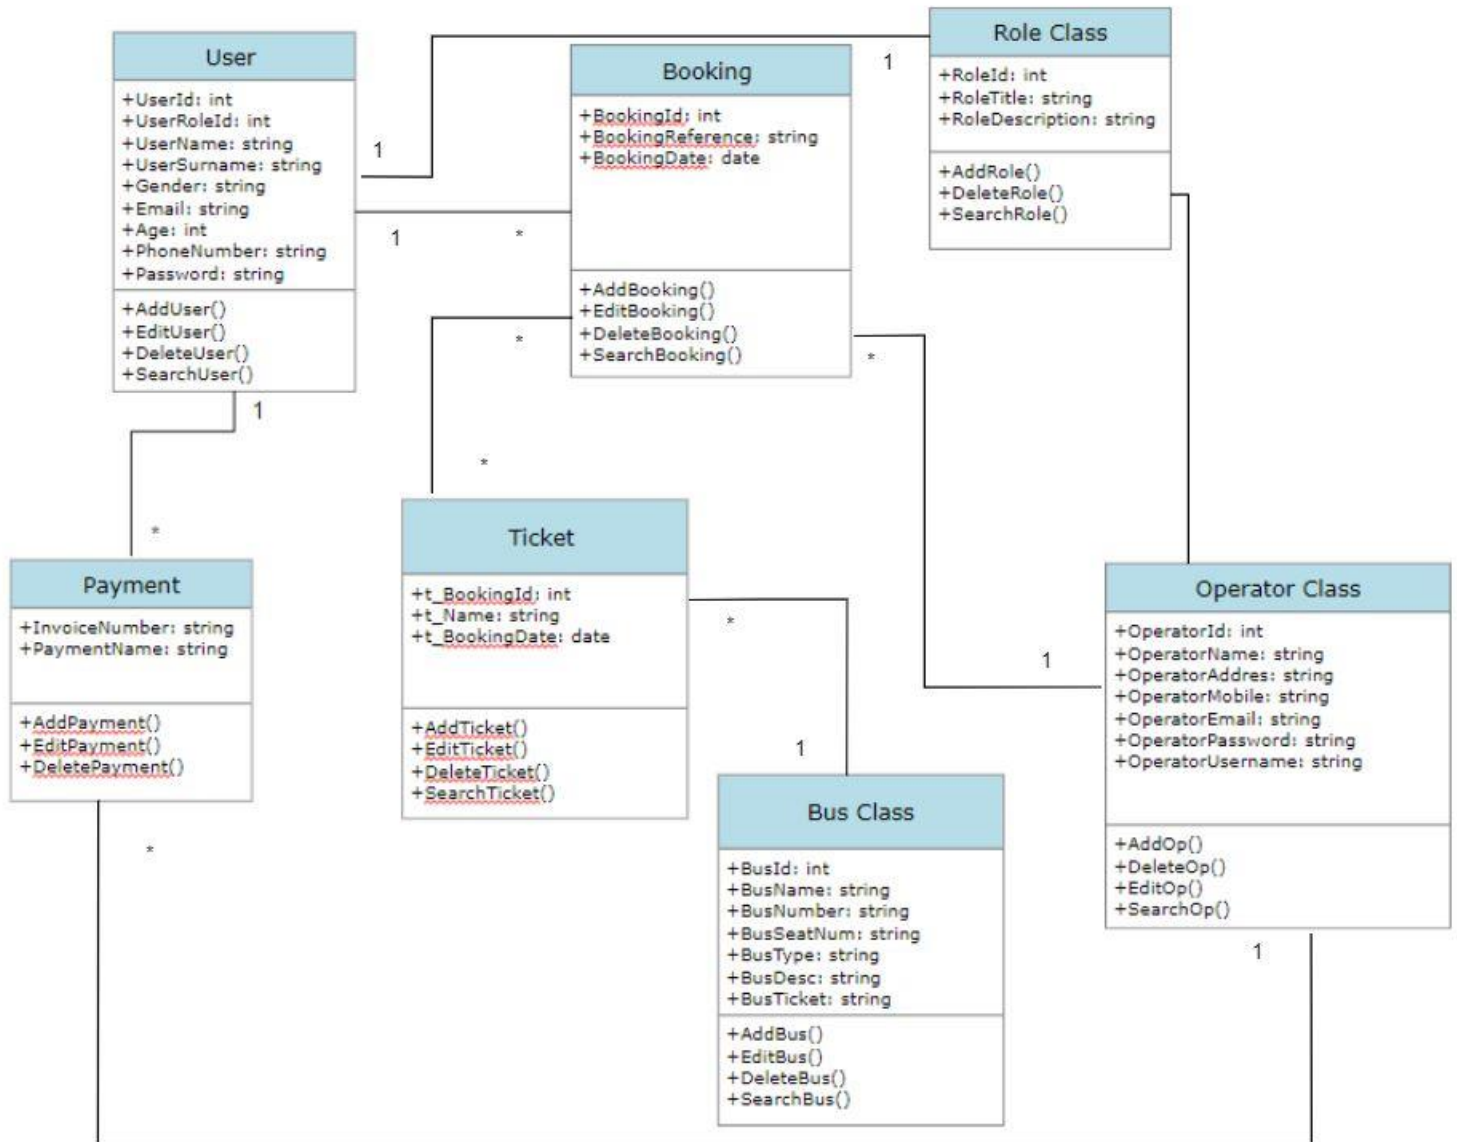 User
+UserId: int
+UserRoleId: int
+UserName: string
+UserSurname: string
+Gender: string
+Email: string
+Age: int
+PhoneNumber: string
+Password: string
+AddUser()
+EditUser()
+DeleteUser()
+SearchUser()
1
1
1
Booking
+BookingId: int
+BookingReference: string
+BookingDate: date
+AddBooking()
+EditBooking()
+DeleteBooking()
+SearchBooking()
*
*
*
Role Class
+RoleId: int
+RoleTitle: string
+RoleDescription: string
+AddRole()
+DeleteRole()
+SearchRole()
1
Payment
+InvoiceNumber: string
+PaymentName: string
+AddPayment()
+EditPayment()
+DeletePayment()
*
*
Ticket
+t_BookingId: int
+t_Name: string
+t_BookingDate: date
+AddTicket()
+EditTicket()
+DeleteTicket()
+SearchTicket()
*
*
Bus Class
+BusId: int
+BusName: string
+BusNumber: string
+BusSeatNum: string
+BusType: string
+BusDesc: string
+BusTicket: string
+AddBus()
+EditBus()
+DeleteBus()
+SearchBus()
1
Operator Class
+OperatorId: int
+OperatorName: string
+OperatorAddres: string
+OperatorMobile: string
+OperatorEmail: string
+OperatorPassword: string
+OperatorUsername: string
+AddOp()
+DeleteOp()
+EditOp()
+SearchOp()
1
1